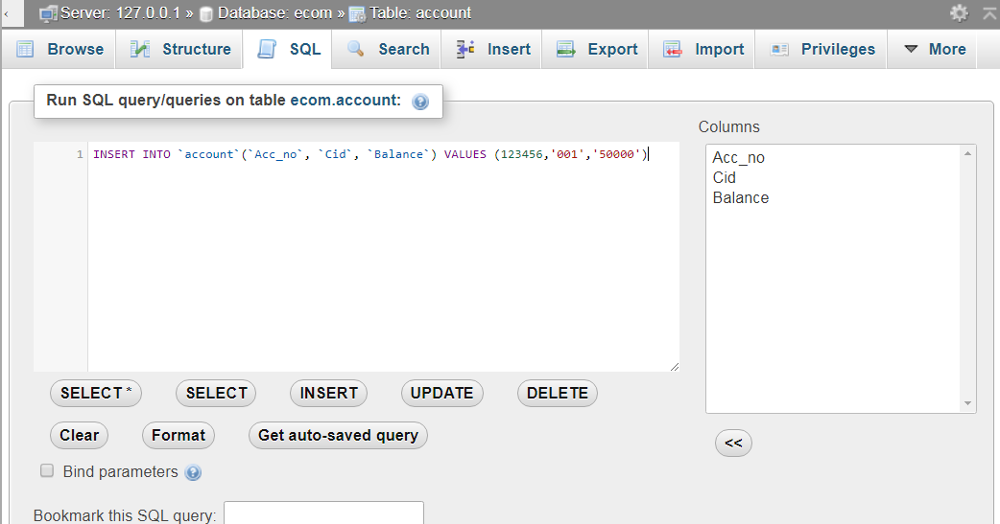 Server: 127.0.0.1 » Database: ecom » Table: account
Browse Structure SQL Search Insert Export Import Privileges More
Run SQL query/queries on table ecom.account:
Columns
1 INSERT INTO `account`(`Acc_no`, `Cid`, `Balance`) VALUES (123456,'001','50000')
Acc_no
Cid
Balance
SELECT * SELECT INSERT UPDATE DELETE
Clear Format Get auto-saved query
<<
Bind parameters
Bookmark this SQL query: